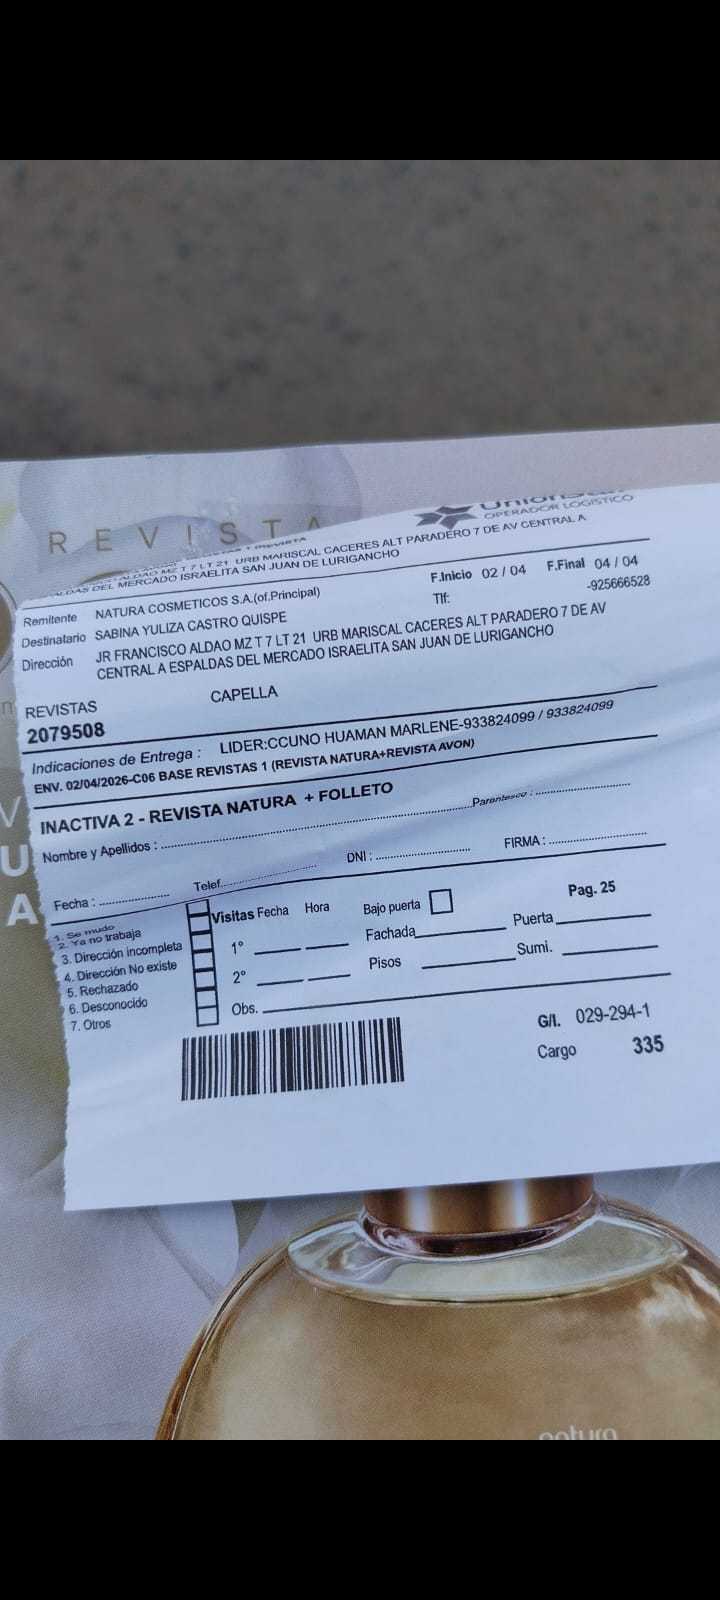 REVISTA
OPERADOR LOGÍSTICO
URB MARISCAL CACERES ALT PARADERO 7 DE AV CENTRAL A
DEL MERCADO ISRAELITA SAN JUAN DE LURIGANCHO
Remitente NATURA COSMETICOS S.A.(of.Principal) F.Inicio 02 / 04 F.Final 04 / 04
Destinatario SABINA YULIZA CASTRO QUISPE Tlf: -925666528
Dirección JR FRANCISCO ALDAO MZ T 7 LT 21 URB MARISCAL CACERES ALT PARADERO 7 DE AV
CENTRAL A ESPALDAS DEL MERCADO ISRAELITA SAN JUAN DE LURIGANCHO
REVISTAS CAPELLA
2079508
Indicaciones de Entrega : LIDER:CCUNO HUAMAN MARLENE-933824099 / 933824099
ENV. 02/04/2026-C06 BASE REVISTAS 1 (REVISTA NATURA+REVISTA AVON)
INACTIVA 2 - REVISTA NATURA + FOLLETO
Nombre y Apellidos : Parentesco :
Fecha : Telef. DNI : FIRMA :
1. Se mudo
2. Ya no trabaja
3. Dirección incompleta
4. Dirección No existe
5. Rechazado
6. Desconocido
7. Otros
Visitas Fecha Hora Bajo puerta Pag. 25
1° Fachada Puerta
2° Pisos Sumi.
Obs.
G/I. 029-294-1
Cargo 335
natura